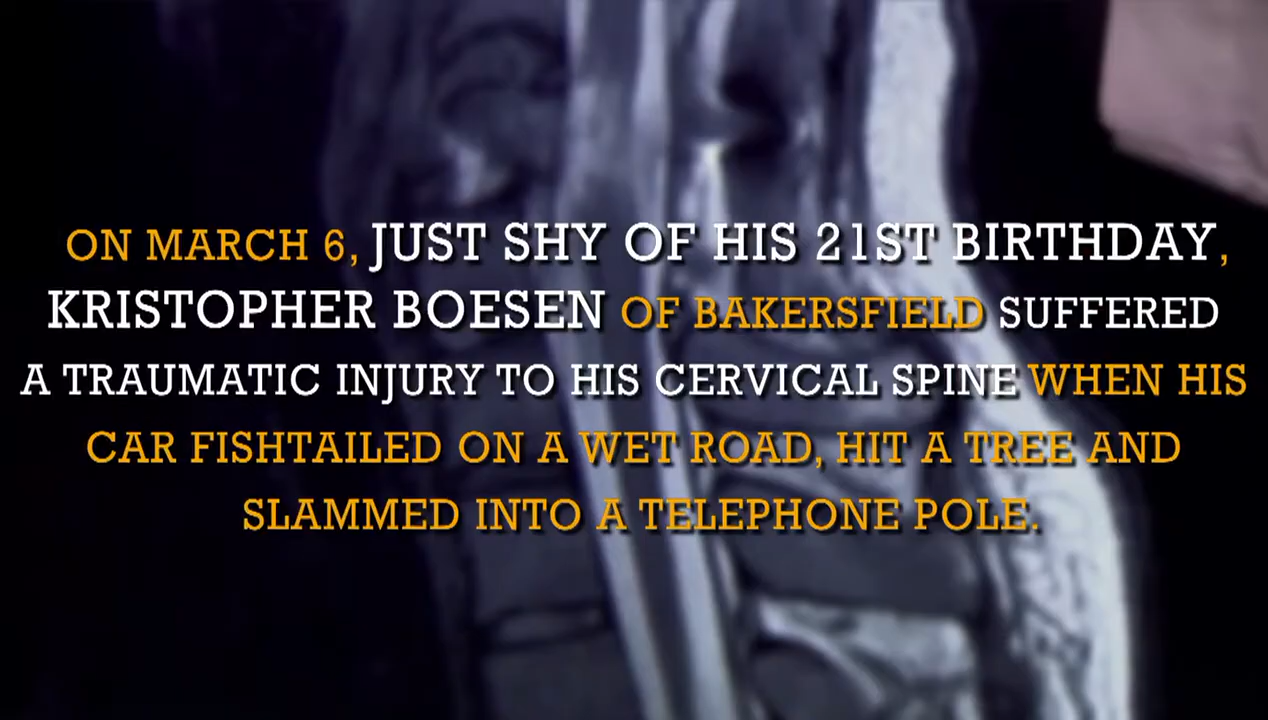 ON MARCH 6, JUST SHY OF HIS 21ST BIRTHDAY,
KRISTOPHER BOESEN OF BAKERSFIELD SUFFERED
A TRAUMATIC INJURY TO HIS CERVICAL SPINE WHEN HIS
CAR FISHTAILED ON A WET ROAD, HIT A TREE AND
SLAMMED INTO A TELEPHONE POLE.